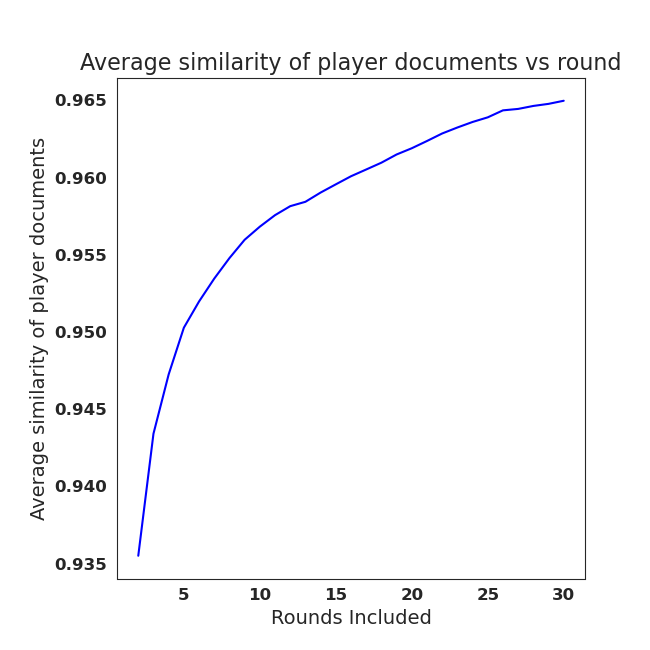 Average similarity of player documents vs round
Average similarity of player documents
0.965
0.960
0.955
0.950
0.945
0.940
0.935
5 10 15 20 25 30
Rounds Included